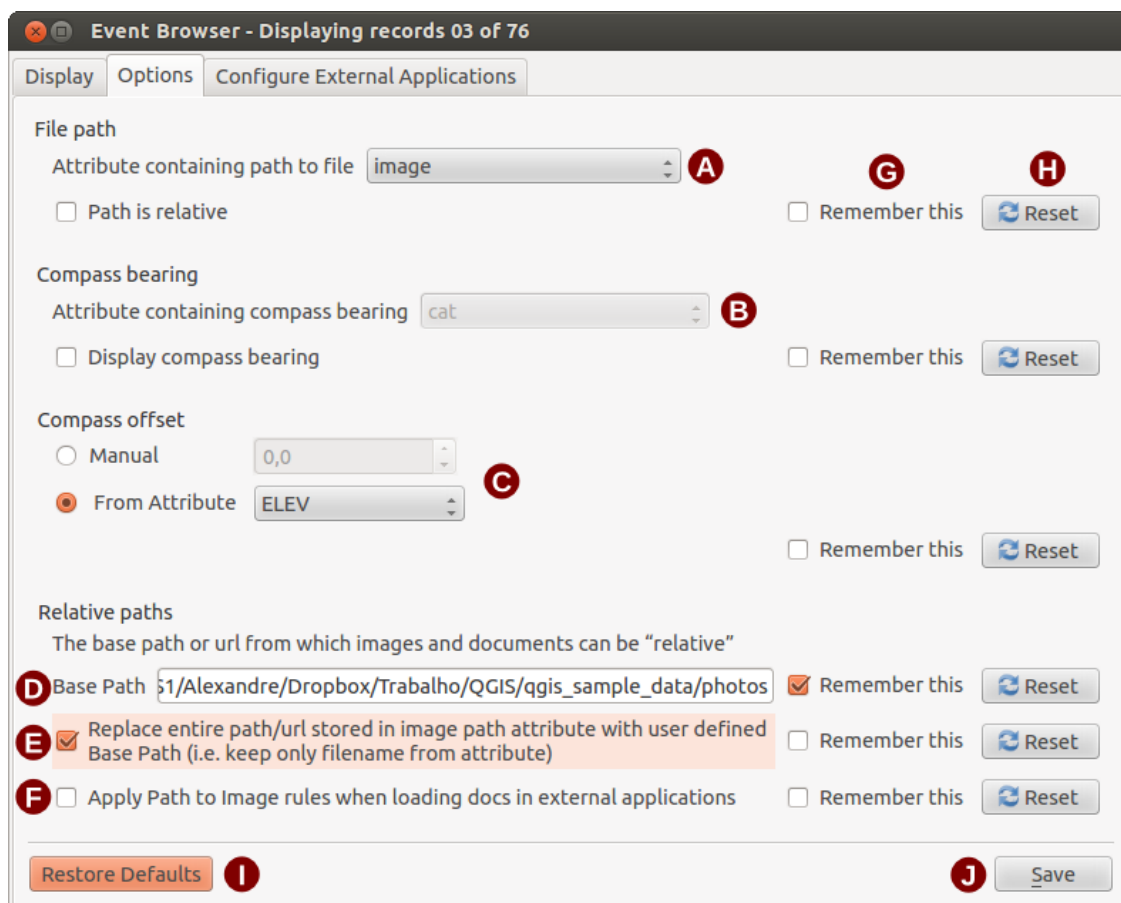 Event Browser - Displaying records 03 of 76
Display Options Configure External Applications
File path
Attribute containing path to file image A G H
Path is relative Remember this Reset
Compass bearing
Attribute containing compass bearing cat B
Display compass bearing Remember this Reset
Compass offset
Manual 0,0
C
From Attribute ELEV
Remember this Reset
Relative paths
The base path or url from which images and documents can be “relative”
D Base Path S1/Alexandre/Dropbox/Trabalho/QGIS/qgis_sample_data/photos Remember this Reset
E Replace entire path/url stored in image path attribute with user defined
Base Path (i.e. keep only filename from attribute) Remember this Reset
F Apply Path to Image rules when loading docs in external applications Remember this Reset
Restore Defaults I J Save